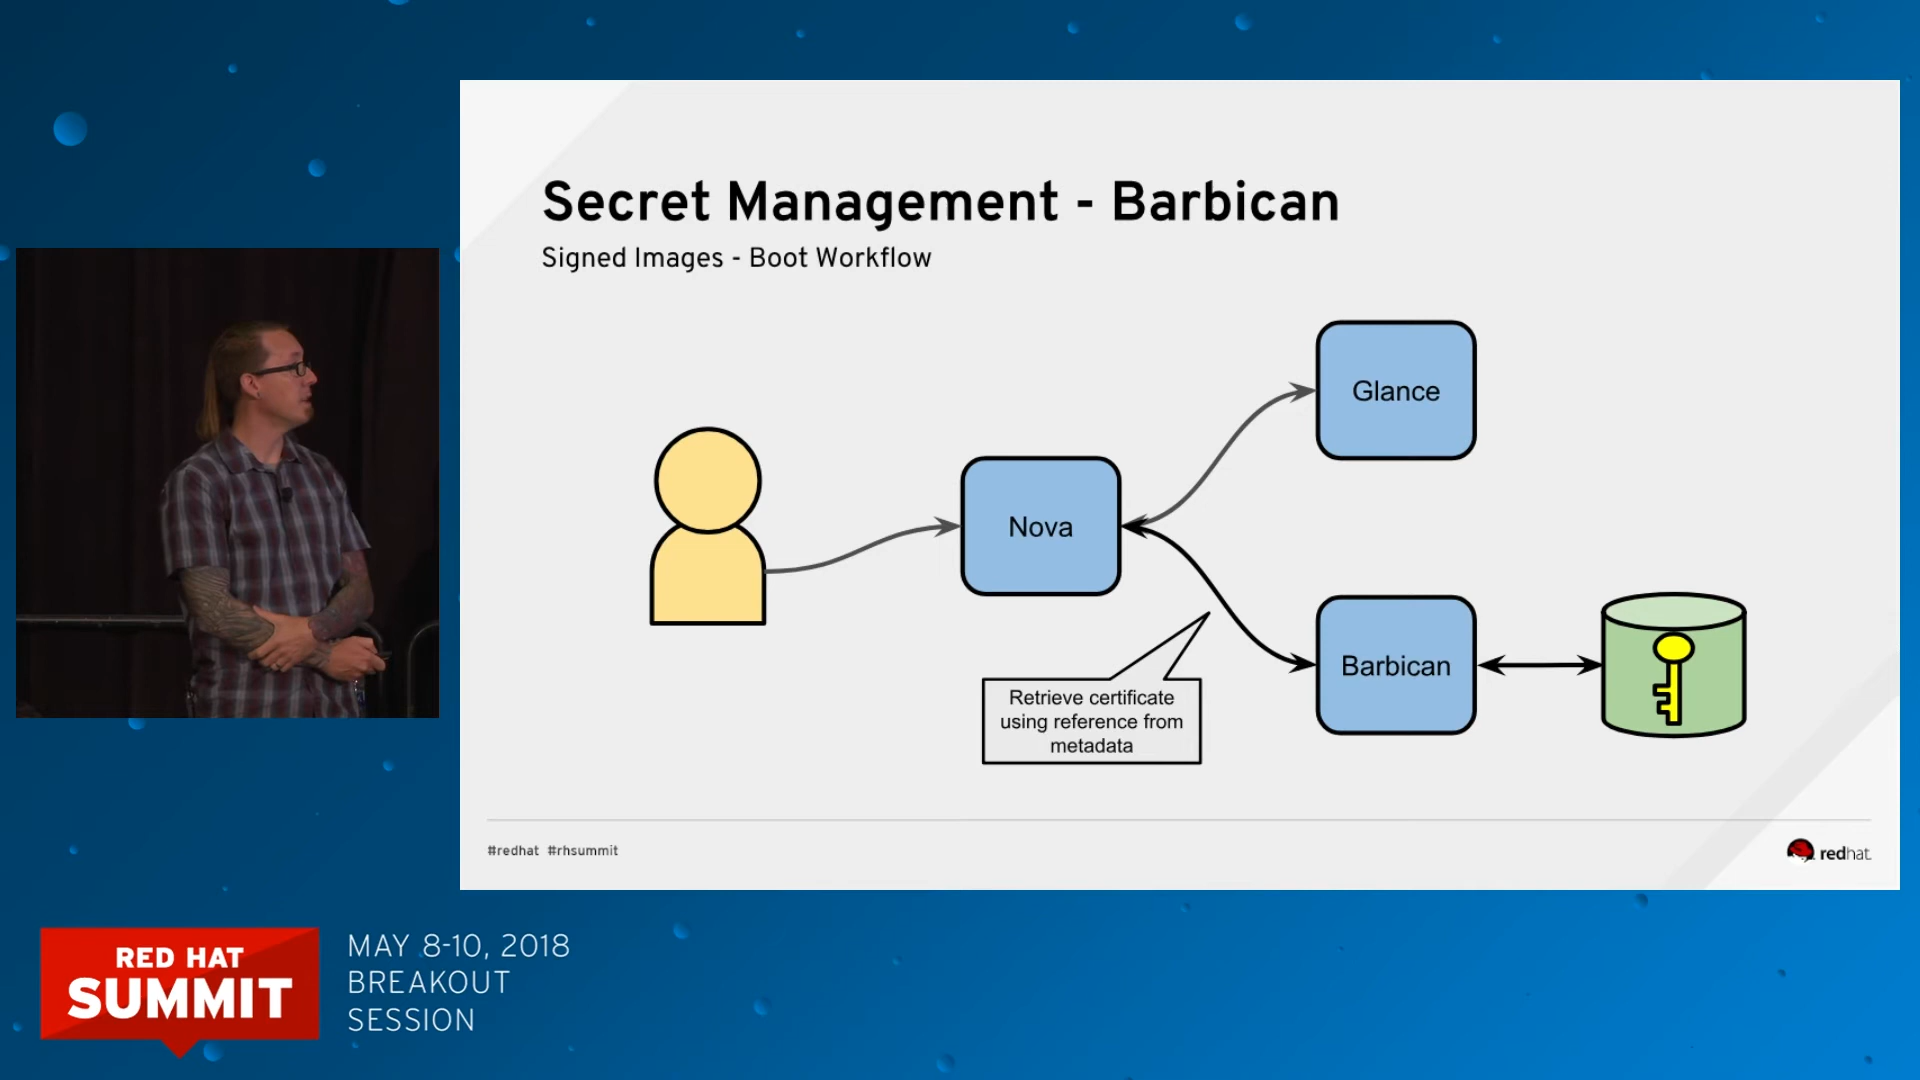 Secret Management - Barbican
Signed Images - Boot Workflow
Glance
Nova
Barbican
Retrieve certificate
using reference from
metadata
#redhat #rhsummit
redhat.
RED HAT
SUMMIT
MAY 8-10, 2018
BREAKOUT
SESSION